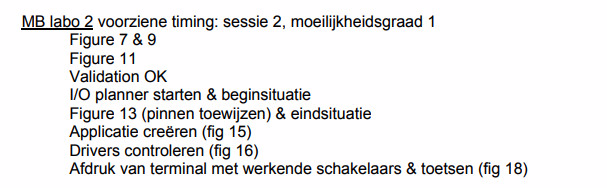 MB labo 2 voorziene timing: sessie 2, moeilijkheidsgraad 1
Figure 7 & 9
Figure 11
Validation OK
I/O planner starten & beginsituatie
Figure 13 (pinnen toewijzen) & eindsituatie
Applicatie creëren (fig 15)
Drivers controleren (fig 16)
Afdruk van terminal met werkende schakelaars & toetsen (fig 18)